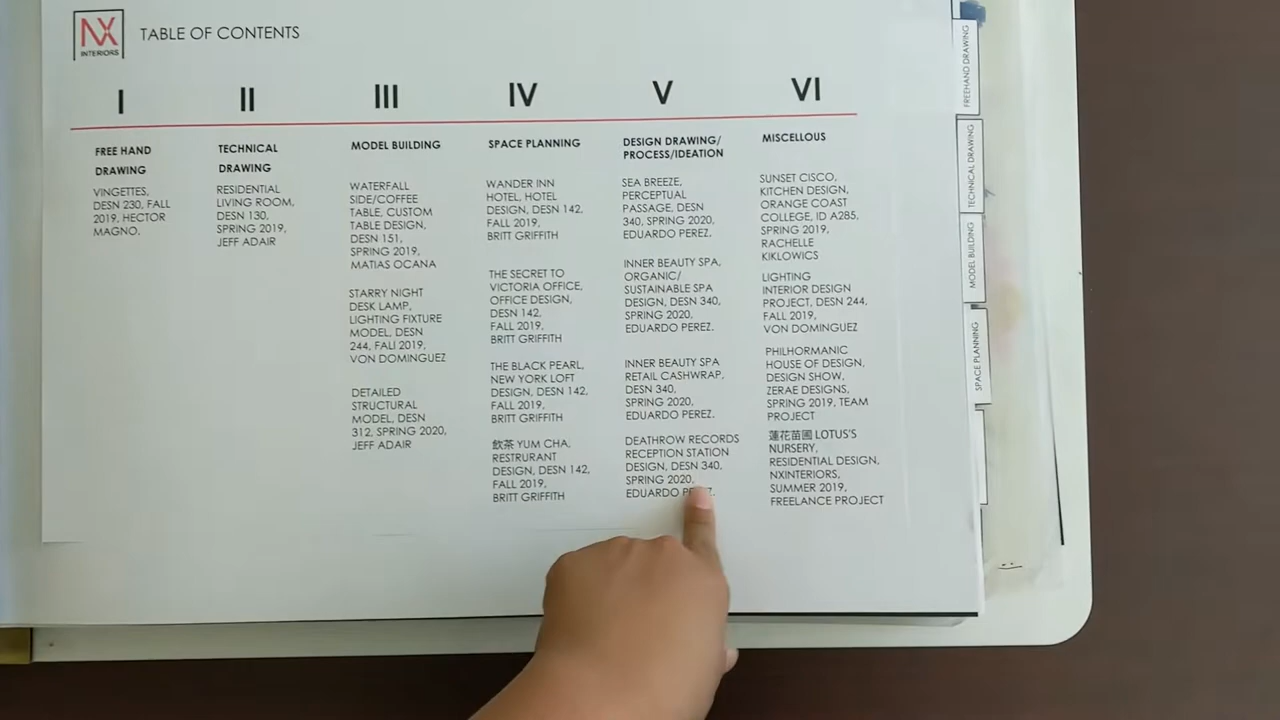 NX
INTERIORS
TABLE OF CONTENTS
I
FREE HAND
DRAWING
VINGETTES,
DESN 230, FALL
2019, HECTOR
MAGNO.
II
TECHNICAL
DRAWING
RESIDENTIAL
LIVING ROOM,
DESN 130,
SPRING 2019,
JEFF ADAIR
III
MODEL BUILDING
WATERFALL
SIDE/COFFEE
TABLE, CUSTOM
TABLE DESIGN,
DESN 151,
SPRING 2019,
MATIAS OCANA
STARRY NIGHT
DESK LAMP,
LIGHTING FIXTURE
MODEL, DESN
244, FALL 2019,
VON DOMINGUEZ
DETAILED
STRUCTURAL
MODEL, DESN
312, SPRING 2020,
JEFF ADAIR
IV
SPACE PLANNING
WANDER INN
HOTEL, HOTEL
DESIGN, DESN 142,
FALL 2019,
BRITT GRIFFITH
THE SECRET TO
VICTORIA OFFICE,
OFFICE DESIGN,
DESN 142,
FALL 2019,
BRITT GRIFFITH
THE BLACK PEARL,
NEW YORK LOFT
DESIGN, DESN 142,
FALL 2019,
BRITT GRIFFITH
飲茶 YUM CHA,
RESTRURANT
DESIGN, DESN 142,
FALL 2019,
BRITT GRIFFITH
V
DESIGN DRAWING/
PROCESS/IDEATION
SEA BREEZE,
PERCEPTUAL
PASSAGE, DESN
340, SPRING 2020,
EDUARDO PEREZ.
INNER BEAUTY SPA,
ORGANIC/
SUSTAINABLE SPA
DESIGN, DESN 340,
SPRING 2020,
EDUARDO PEREZ.
INNER BEAUTY SPA
RETAIL CASHWRAP,
DESN 340,
SPRING 2020,
EDUARDO PEREZ.
DEATHROW RECORDS
RECEPTION STATION
DESIGN, DESN 340,
SPRING 2020,
EDUARDO PEREZ.
VI
MISCELLOUS
SUNSET CISCO,
KITCHEN DESIGN,
ORANGE COAST
COLLEGE, ID A285,
SPRING 2019,
RACHELLE
KIKLOWICS
LIGHTING
INTERIOR DESIGN
PROJECT, DESN 244,
FALL 2019,
VON DOMINGUEZ
PHILHORMANIC
HOUSE OF DESIGN,
DESIGN SHOW,
ZERAE DESIGNS,
SPRING 2019, TEAM
PROJECT
蓮花苗圃 LOTUS'S
NURSERY,
RESIDENTIAL DESIGN,
NXINTERIORS,
SUMMER 2019,
FREELANCE PROJECT
FREEHAND DRAWING
TECHNICAL DRAWING
MODEL BUILDING
SPACE PLANNING